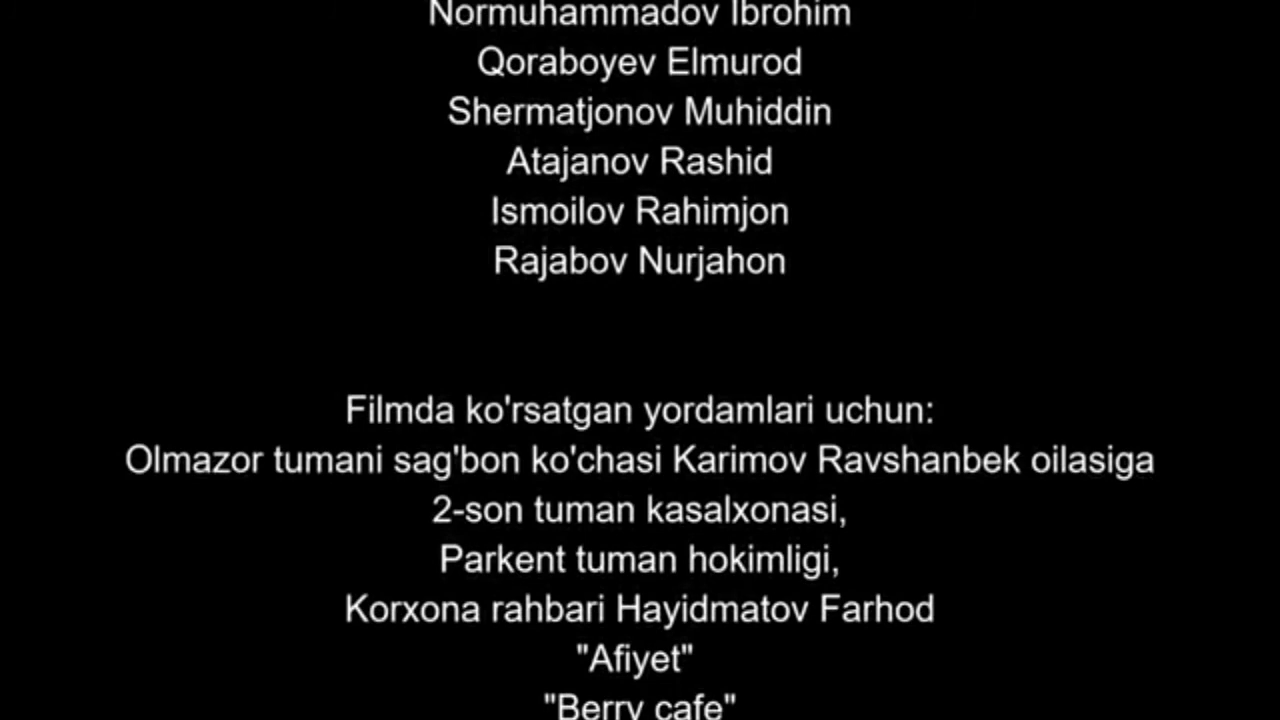 Normuhammadov Ibrohim
Qoraboyev Elmurod
Shermatjonov Muhiddin
Atajanov Rashid
Ismoilov Rahimjon
Rajabov Nurjahon
Filmda ko'rsatgan yordamlari uchun:
Olmazor tumani sag'bon ko'chasi Karimov Ravshanbek oilasiga
2-son tuman kasalxonasi,
Parkent tuman hokimligi,
Korxona rahbari Hayidmatov Farhod
"Afiyet"
"Berry cafe"